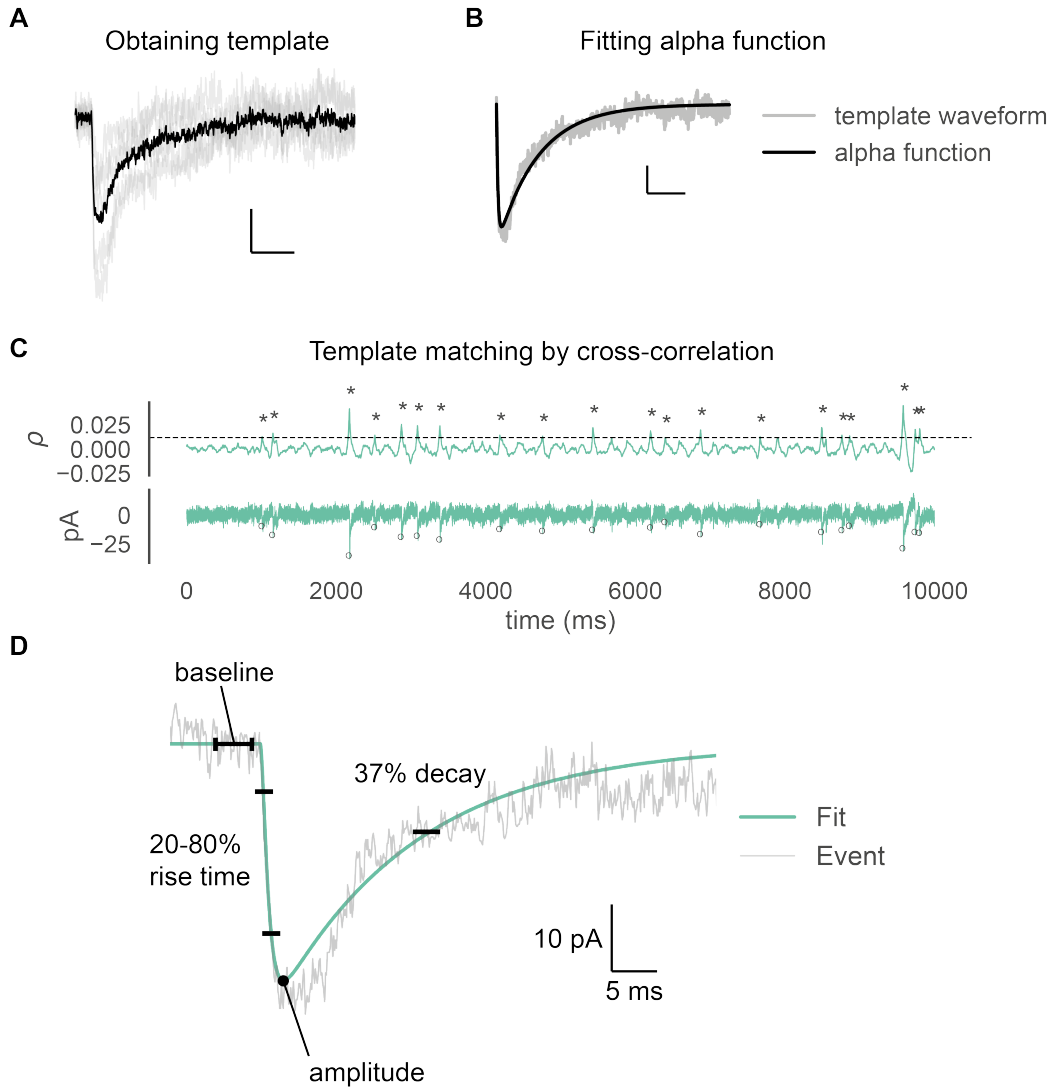 A
Obtaining template
B
Fitting alpha function
template waveform
alpha function
C
Template matching by cross-correlation
* * * * * * * * * * * * * * * * * * * *
ρ
0.025
0.000
−0.025
pA
0
−25
0 2000 4000 6000 8000 10000
time (ms)
D
baseline
37% decay
20-80%
rise time
Fit
Event
10 pA
5 ms
amplitude